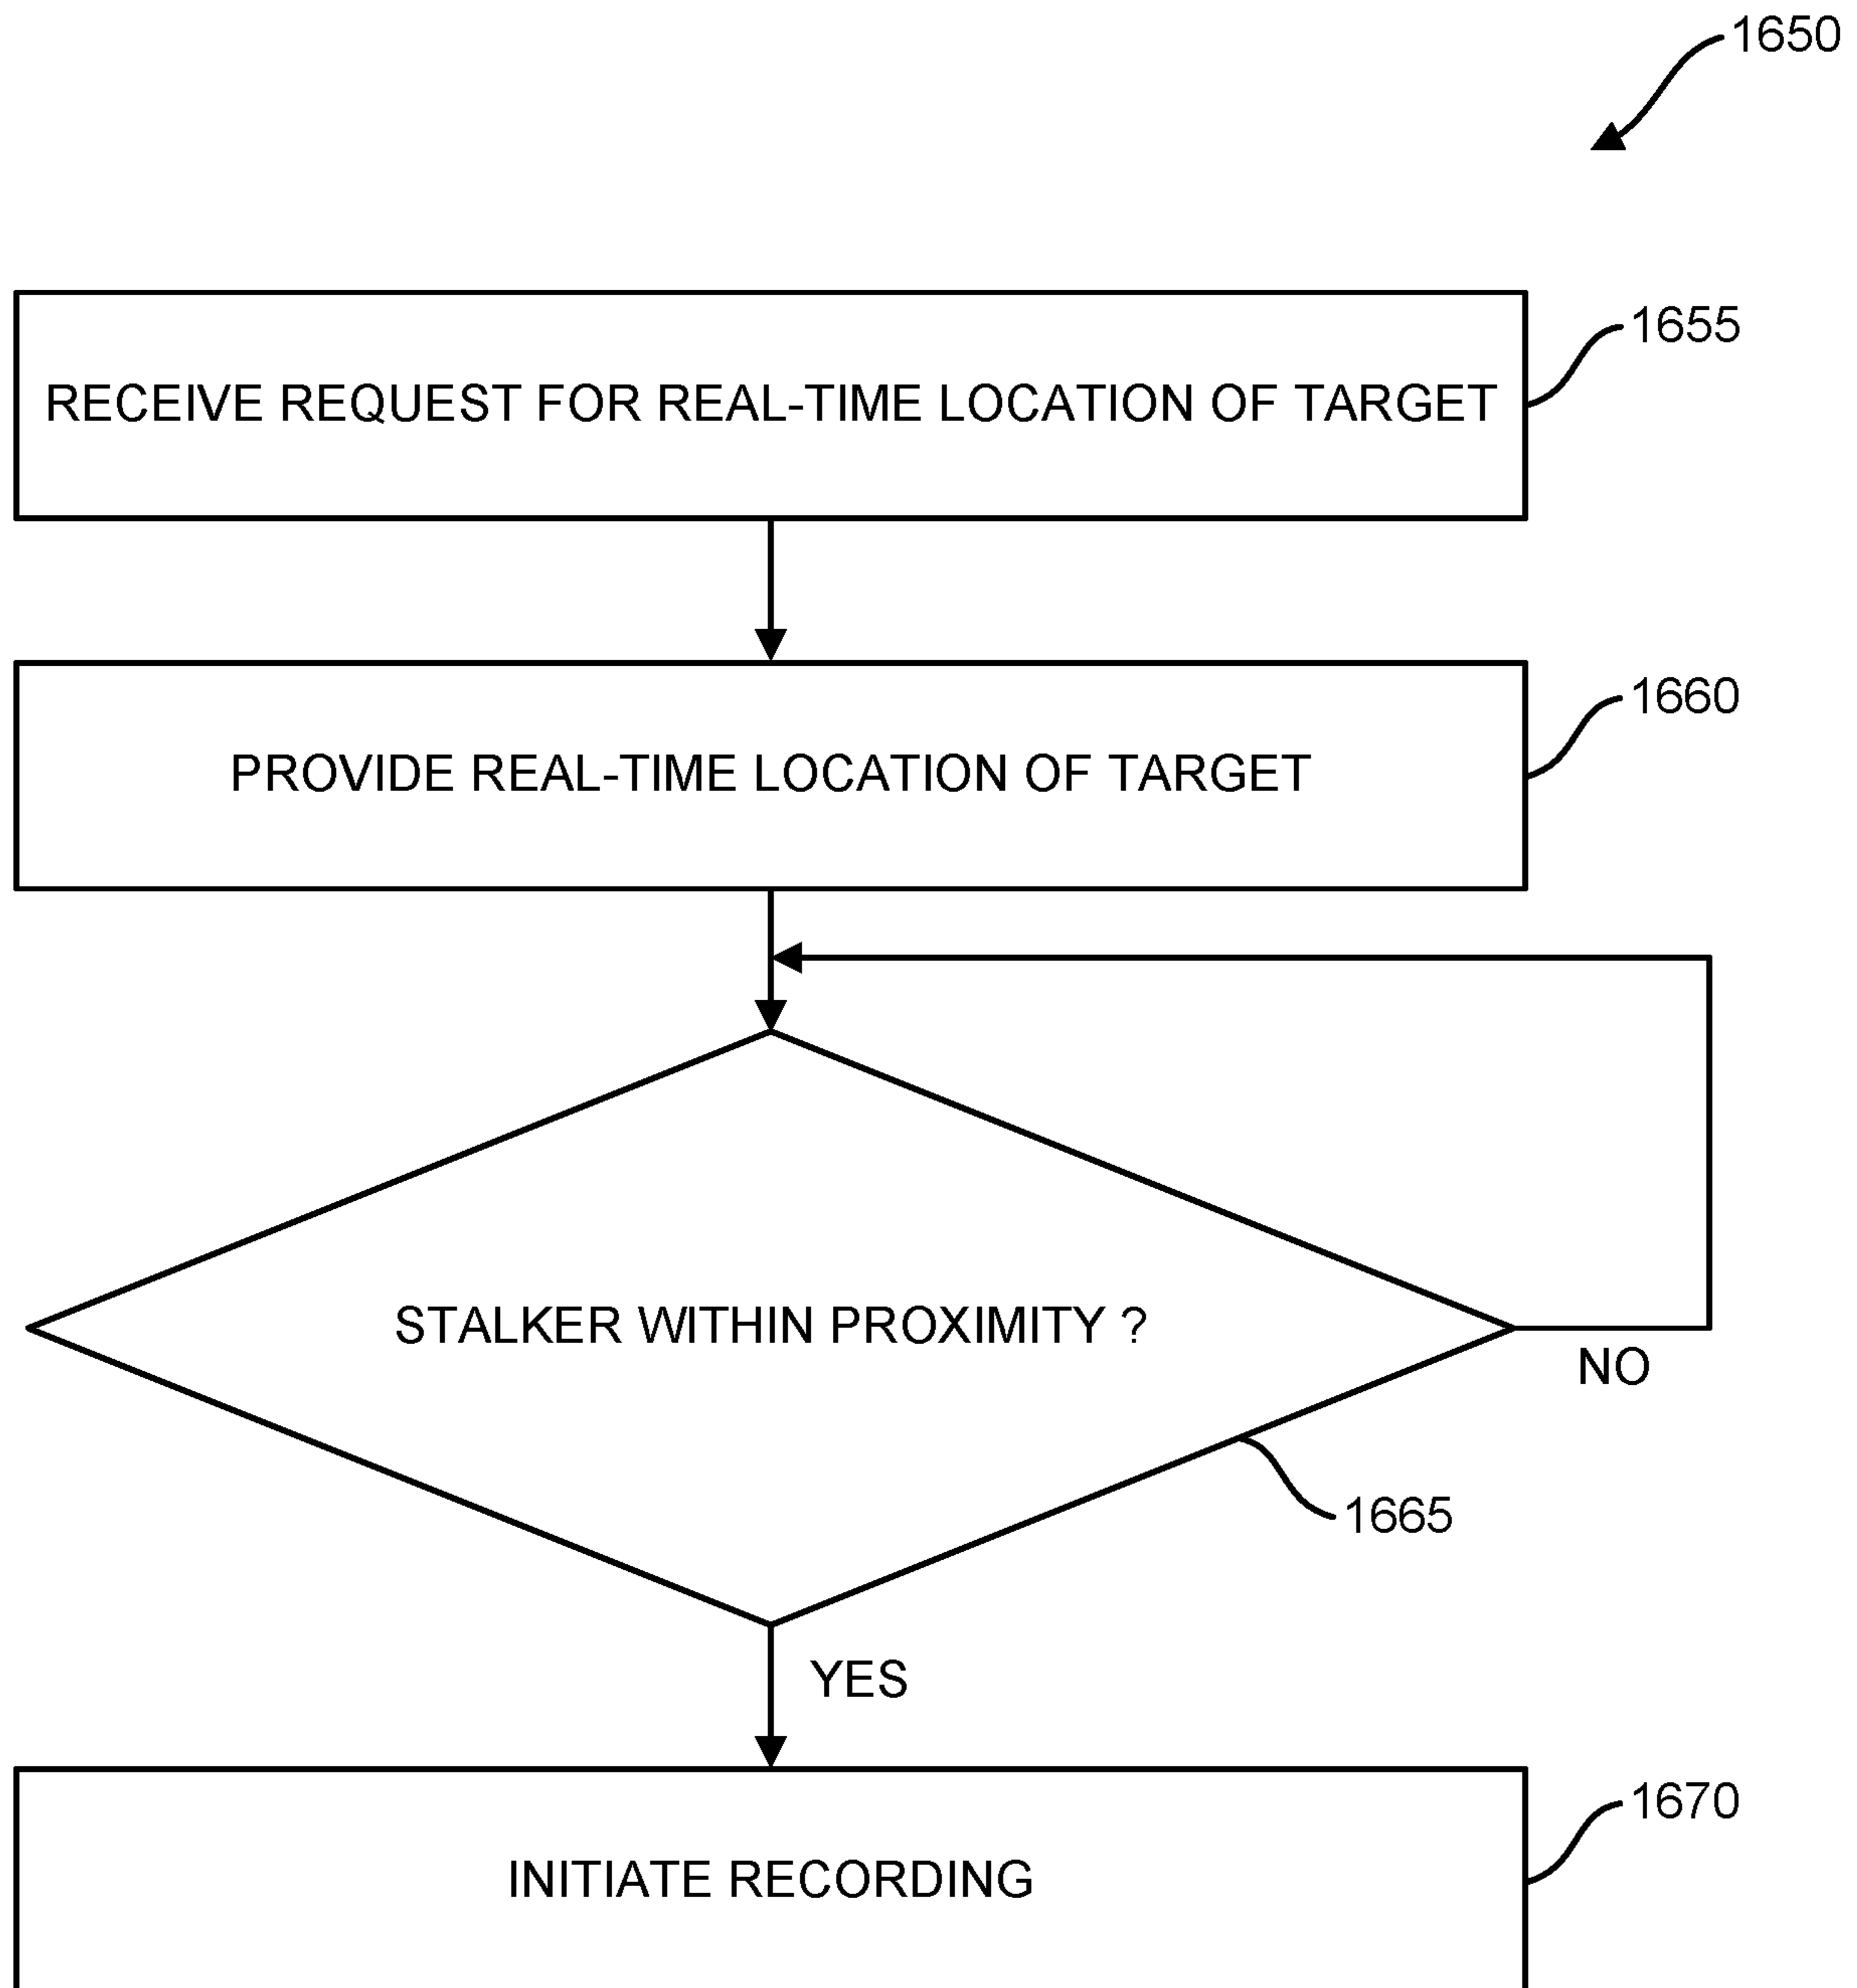 1650
RECEIVE REQUEST FOR REAL-TIME LOCATION OF TARGET
1655
PROVIDE REAL-TIME LOCATION OF TARGET
1660
STALKER WITHIN PROXIMITY ?
NO
1665
YES
INITIATE RECORDING
1670